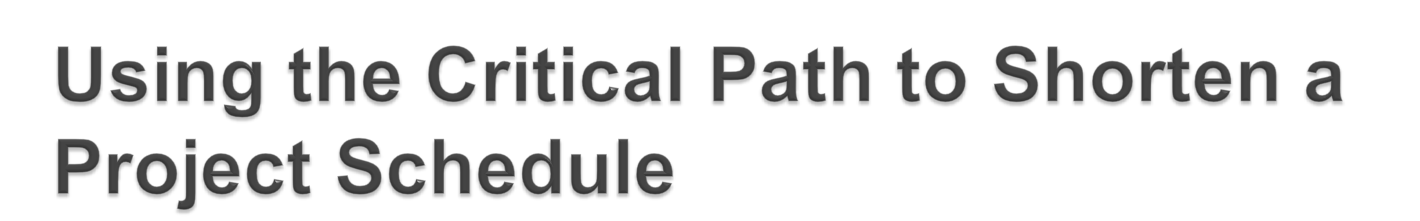 Using the Critical Path to Shorten a
Project Schedule